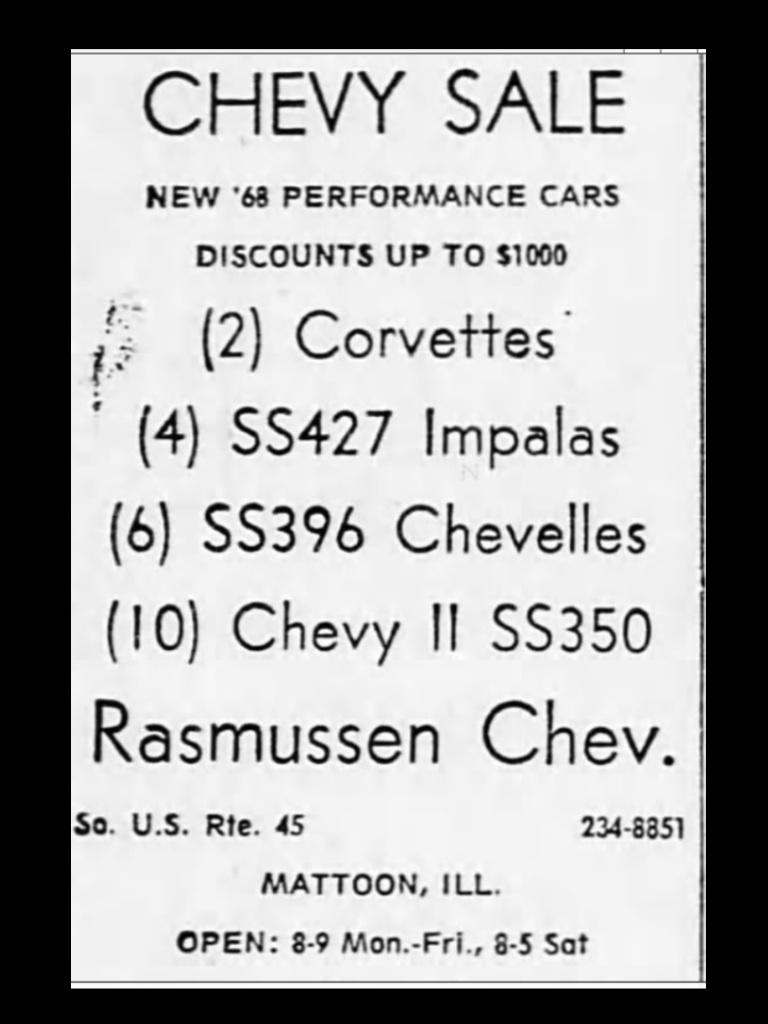 CHEVY SALE
NEW '68 PERFORMANCE CARS
DISCOUNTS UP TO $1000
(2) Corvettes
(4) SS427 Impalas
(6) SS396 Chevelles
(10) Chevy II SS350
Rasmussen Chev.
So. U.S. Rte. 45 234-8851
MATTOON, ILL.
OPEN: 8-9 Mon.-Fri., 8-5 Sat